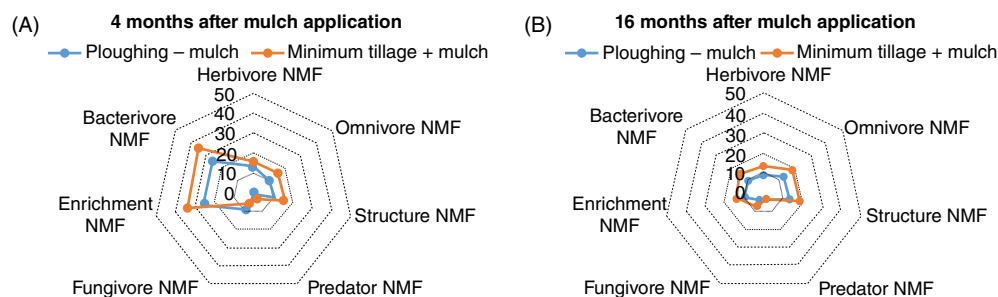 (A) 4 months after mulch application
Ploughing – mulch Minimum tillage + mulch
Herbivore NMF
50
40
30
20
10
0
Omnivore NMF
Structure NMF
Predator NMF
Fungivore NMF
Enrichment
NMF
Bacterivore
NMF
(B) 16 months after mulch application
Ploughing – mulch Minimum tillage + mulch
Herbivore NMF
50
40
30
20
10
0
Omnivore NMF
Structure NMF
Predator NMF
Fungivore NMF
Enrichment
NMF
Bacterivore
NMF